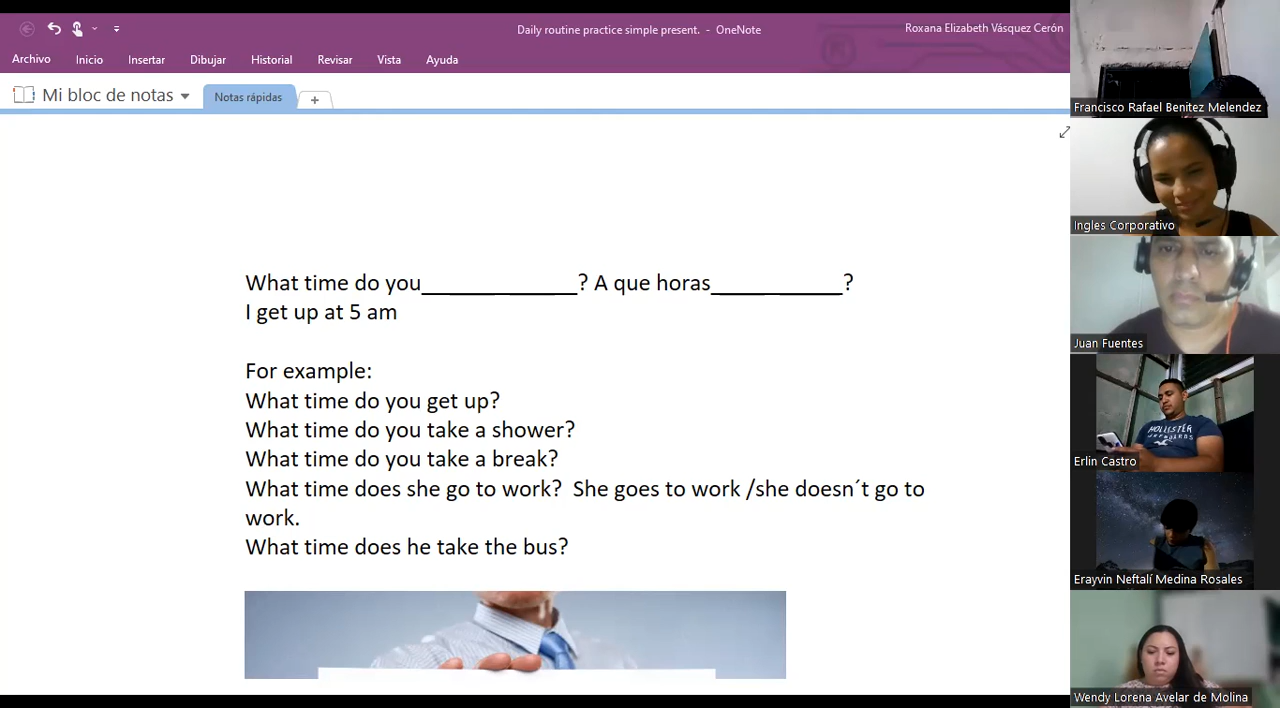 Daily routine practice simple present. - OneNote
Roxana Elizabeth Vásquez Cerón
Archivo Inicio Insertar Dibujar Historial Revisar Vista Ayuda
Mi bloc de notas
Notas rápidas
+
What time do you____________? A que horas____________?
I get up at 5 am
For example:
What time do you get up?
What time do you take a shower?
What time do you take a break?
What time does she go to work? She goes to work /she doesn´t go to
work.
What time does he take the bus?
Francisco Rafael Benitez Melendez
Ingles Corporativo
Juan Fuentes
HOLLISTER
Erlin Castro
Erayvin Neftalí Medina Rosales
Wendy Lorena Avelar de Molina